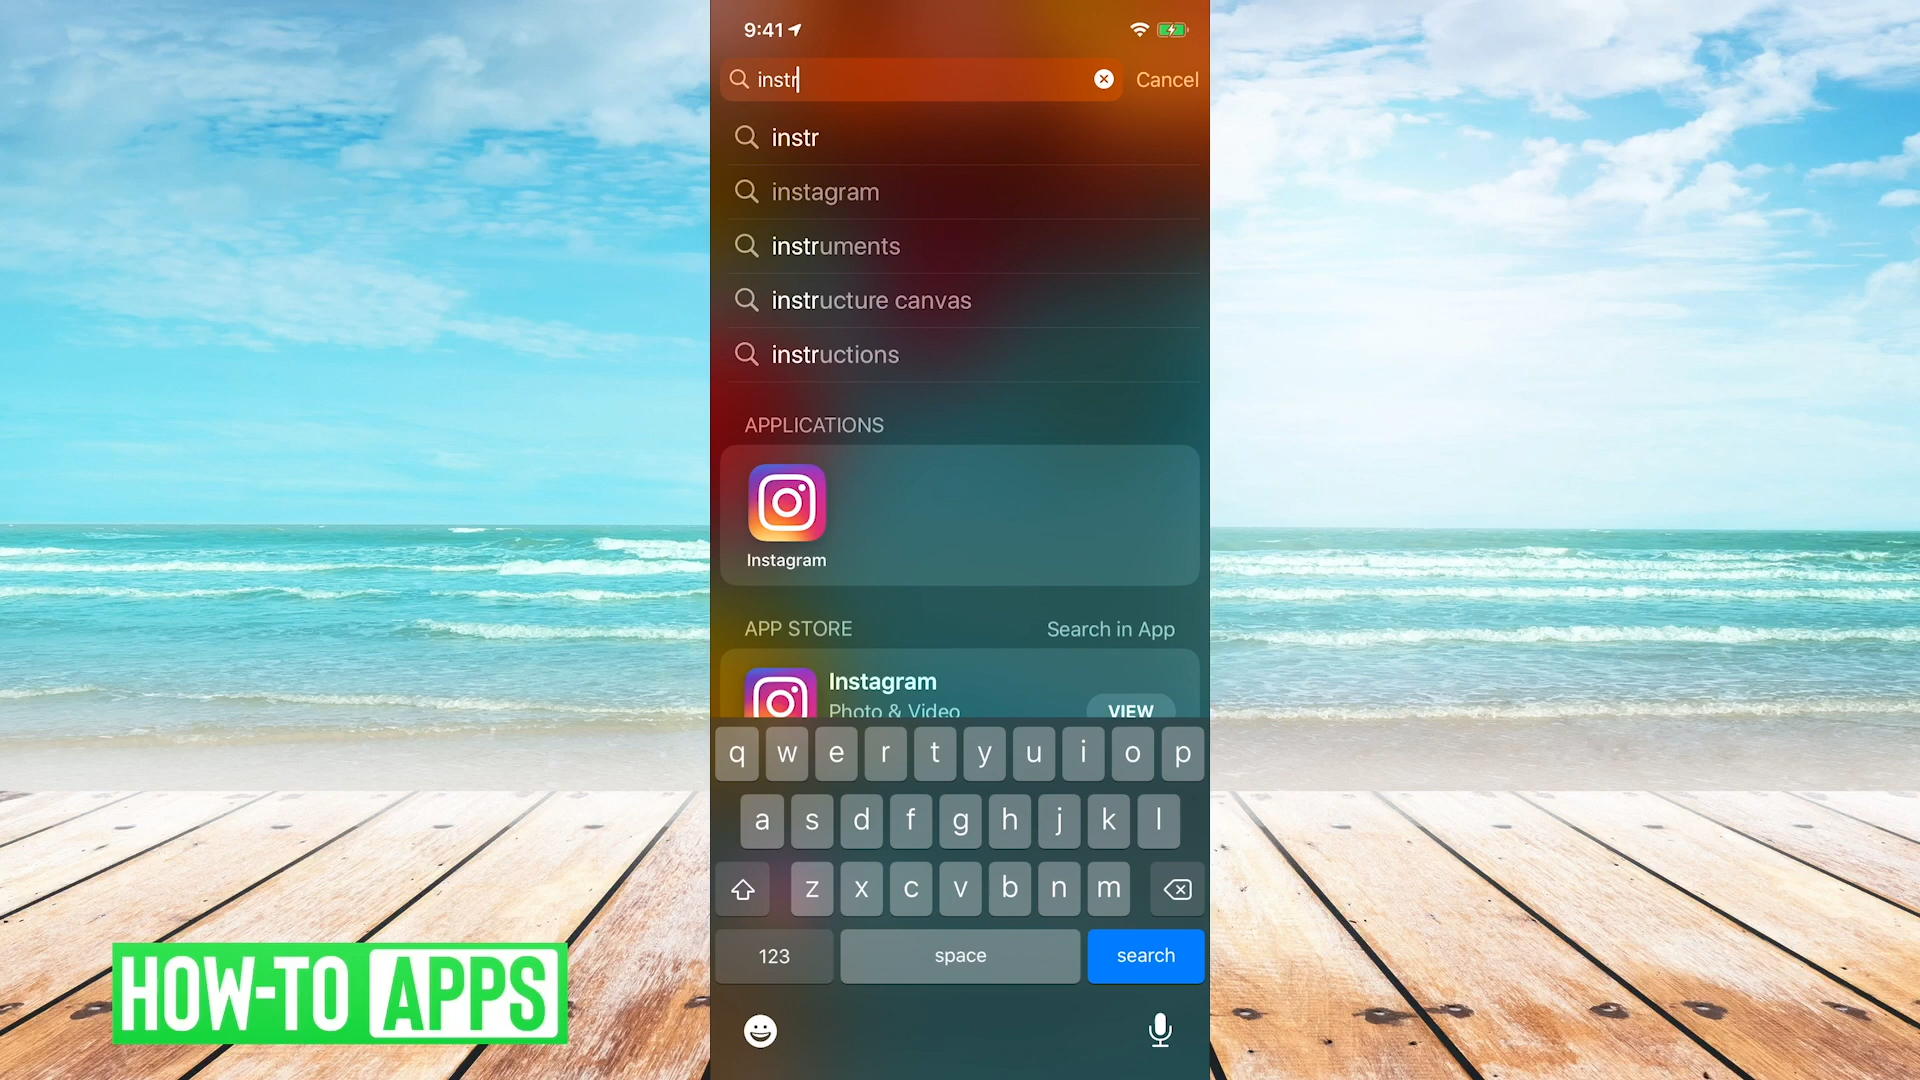 9:41
instr
Cancel
instr
instagram
instruments
instructure canvas
instructions
APPLICATIONS
Instagram
APP STORE
Search in App
Instagram
Photo & Video
VIEW
q w e r t y u i o p
a s d f g h j k l
z x c v b n m
123
space
search
HOW-TO APPS